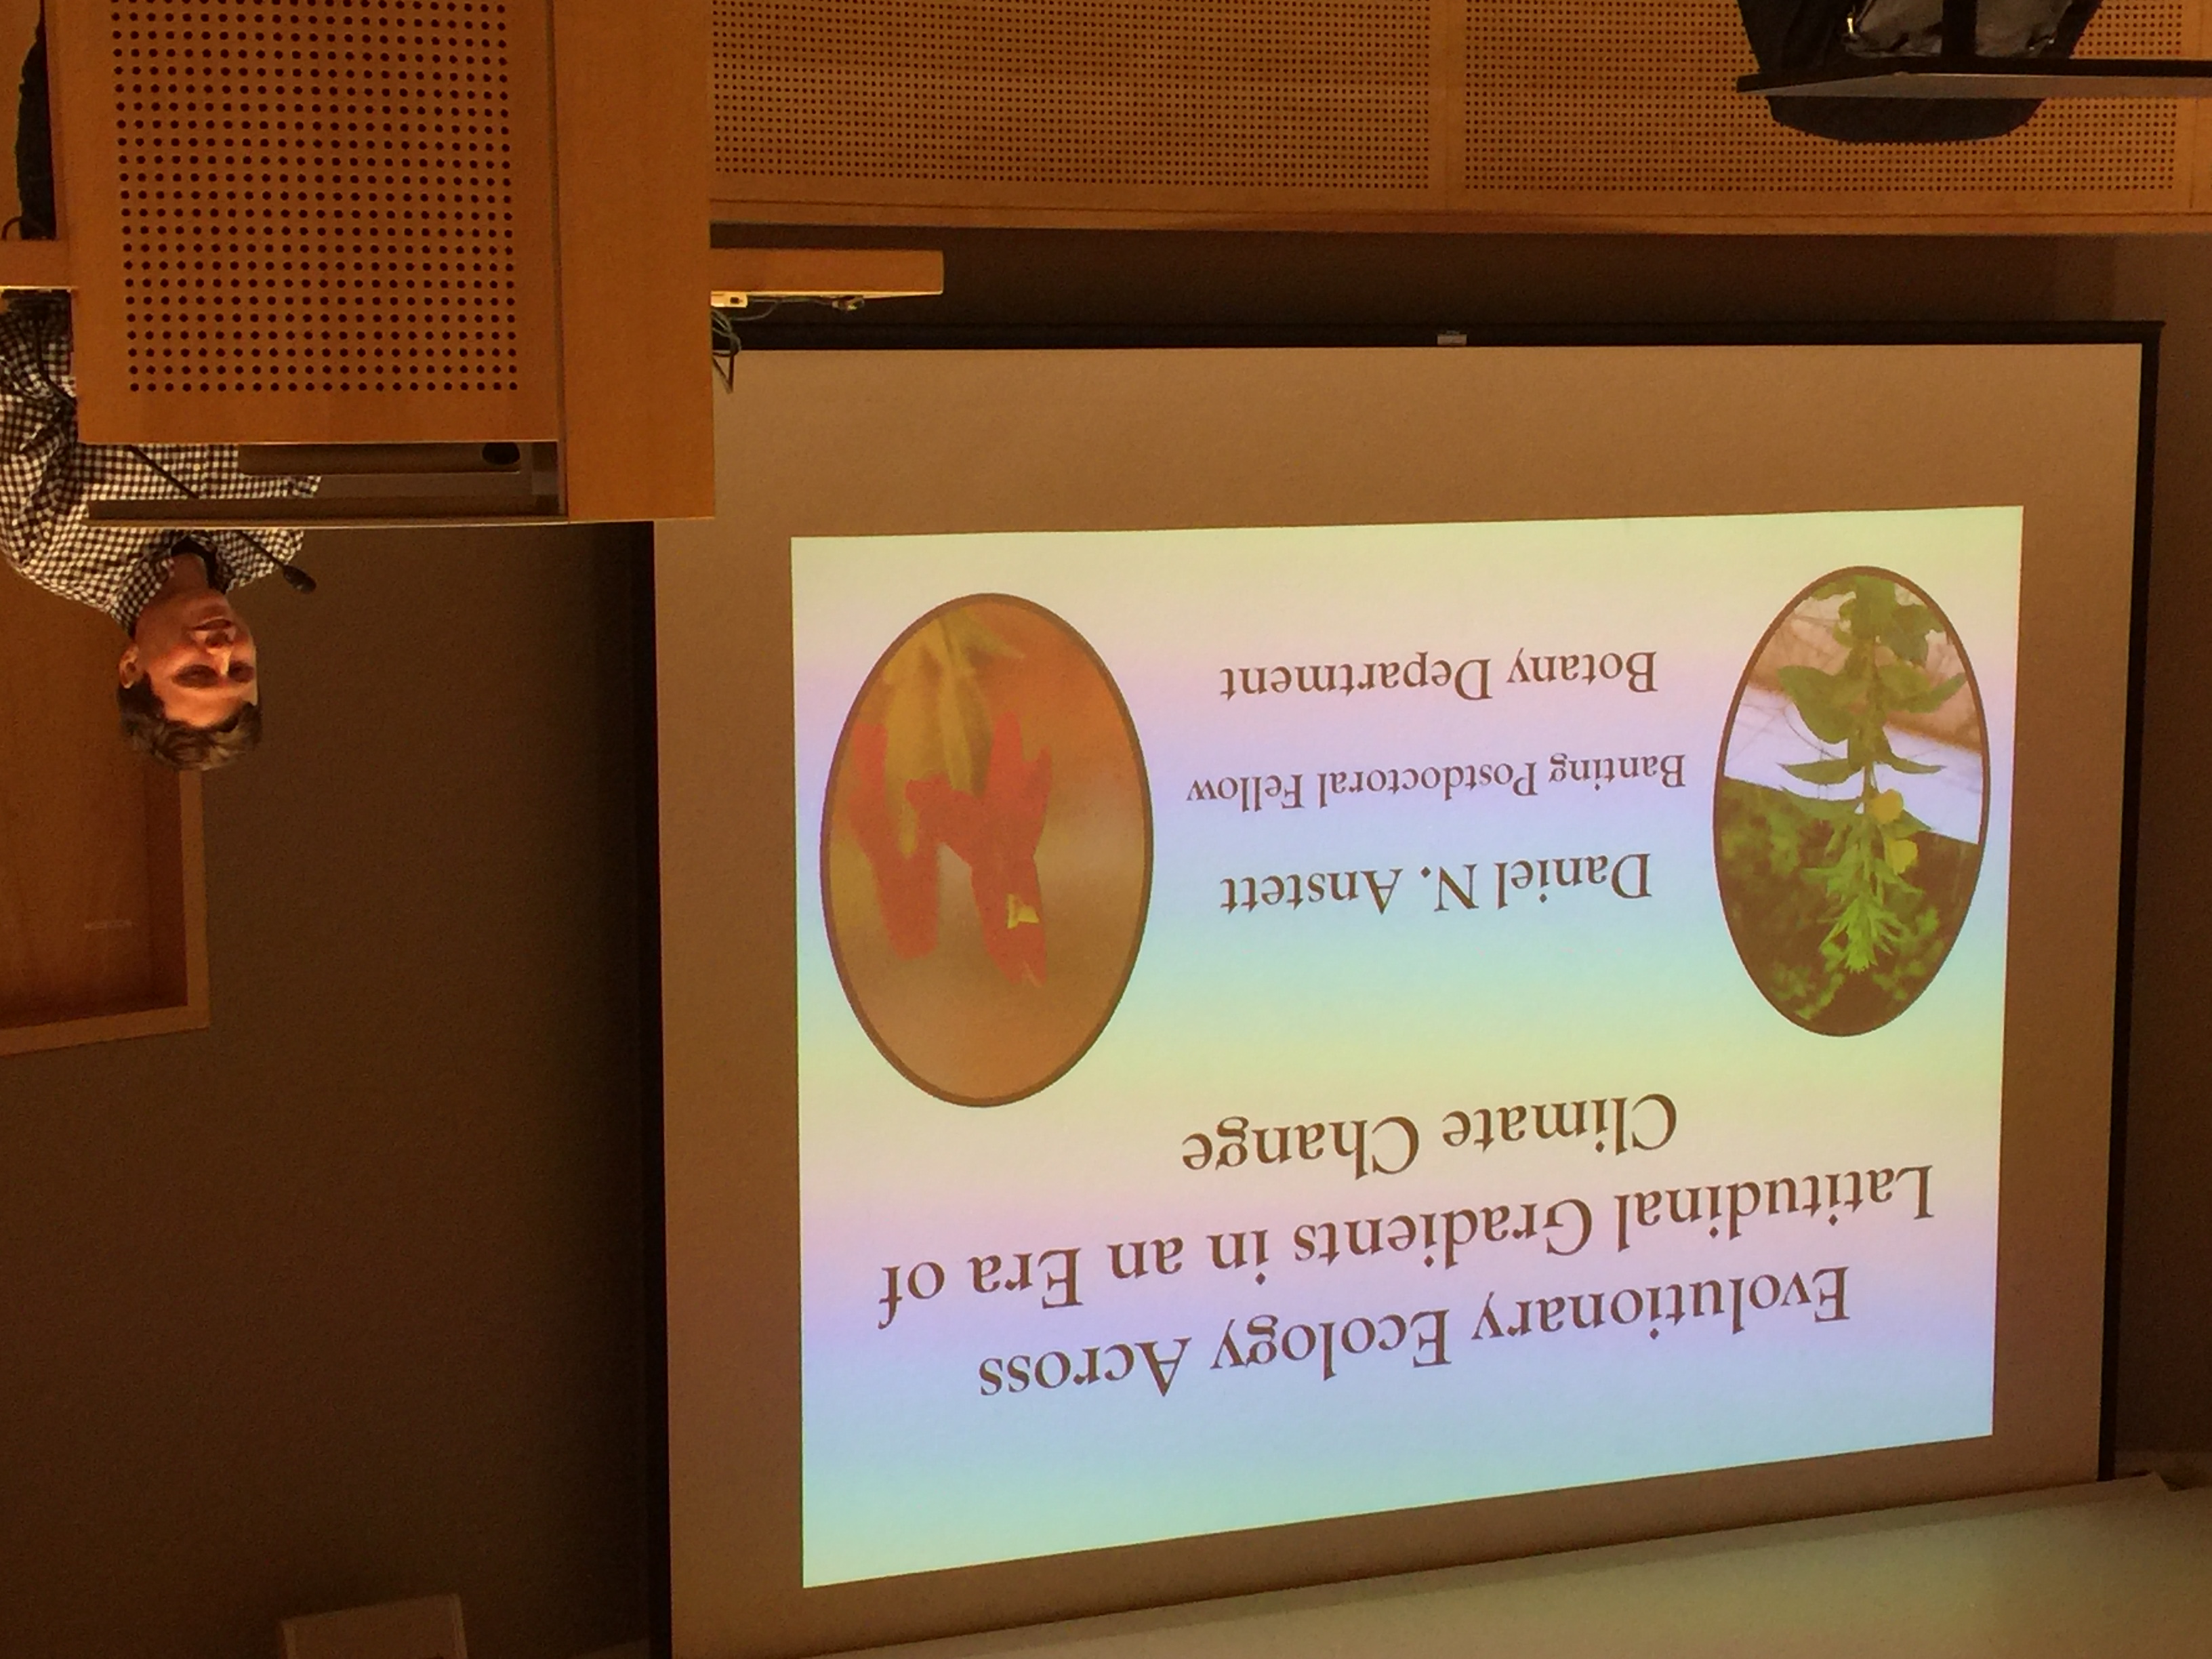 Evolutionary Ecology Across
Latitudinal Gradients in an Era of
Climate Change
Daniel N. Anstett
Banting Postdoctoral Fellow
Botany Department